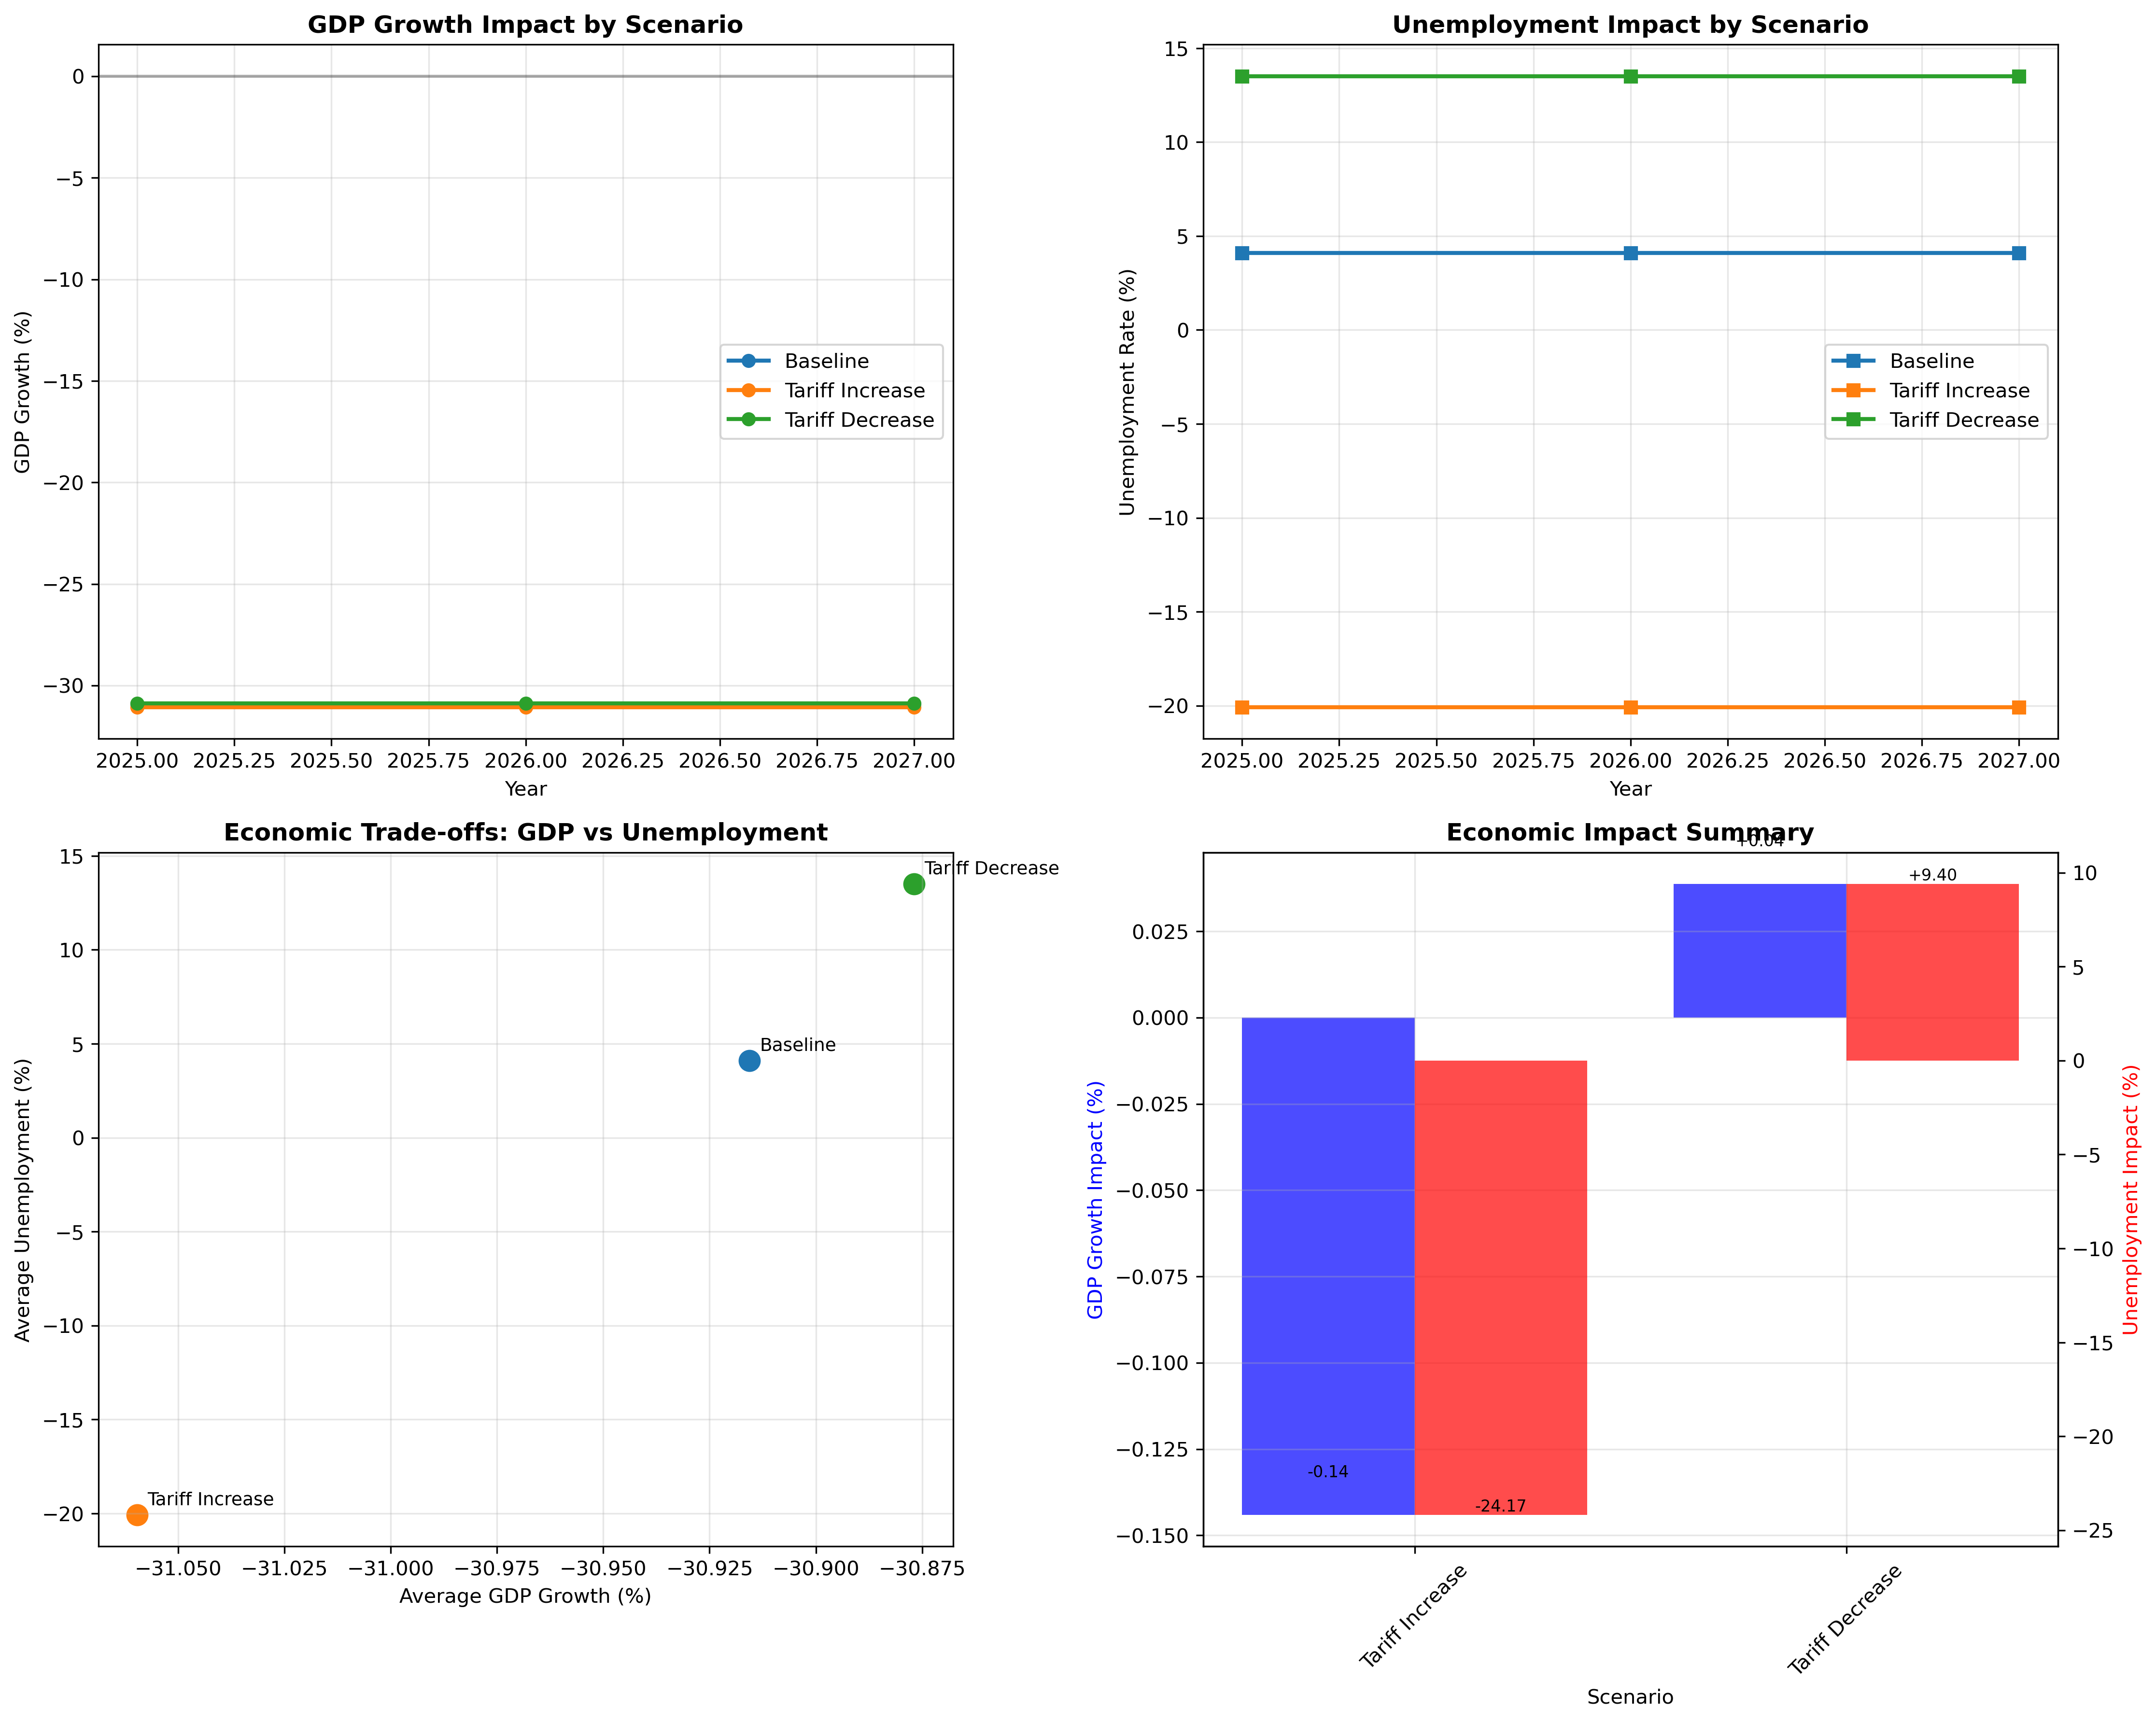 GDP Growth Impact by Scenario
GDP Growth (%)
0
−5
−10
−15
−20
−25
−30
Baseline
Tariff Increase
Tariff Decrease
2025.00 2025.25 2025.50 2025.75 2026.00 2026.25 2026.50 2026.75 2027.00
Year
Unemployment Impact by Scenario
Unemployment Rate (%)
15
10
5
0
−5
−10
−15
−20
Baseline
Tariff Increase
Tariff Decrease
2025.00 2025.25 2025.50 2025.75 2026.00 2026.25 2026.50 2026.75 2027.00
Year
Economic Trade-offs: GDP vs Unemployment
Average Unemployment (%)
15
10
5
0
−5
−10
−15
−20
Tariff Decrease
Baseline
Tariff Increase
−31.050 −31.025 −31.000 −30.975 −30.950 −30.925 −30.900 −30.875
Average GDP Growth (%)
Economic Impact Summary
+0.04
+9.40
-0.14
-24.17
GDP Growth Impact (%)
0.025
0.000
−0.025
−0.050
−0.075
−0.100
−0.125
−0.150
10
5
0
−5
−10
−15
−20
−25
Unemployment Impact (%)
Tariff Increase
Tariff Decrease
Scenario